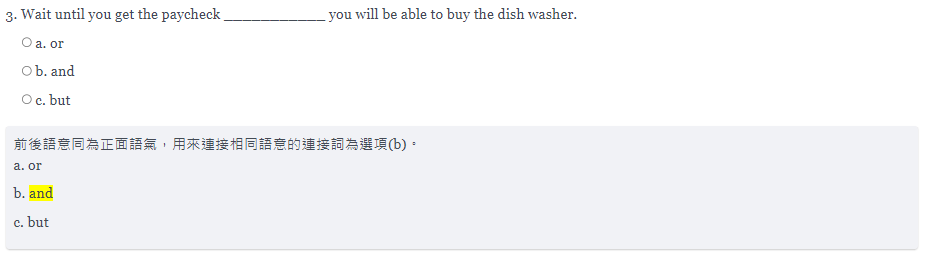 3. Wait until you get the paycheck ____________ you will be able to buy the dish washer.
a. or
b. and
c. but
前後語意同為正面語氣，用來連接相同語意的連接詞為選項(b)。
a. or
b. and
c. but